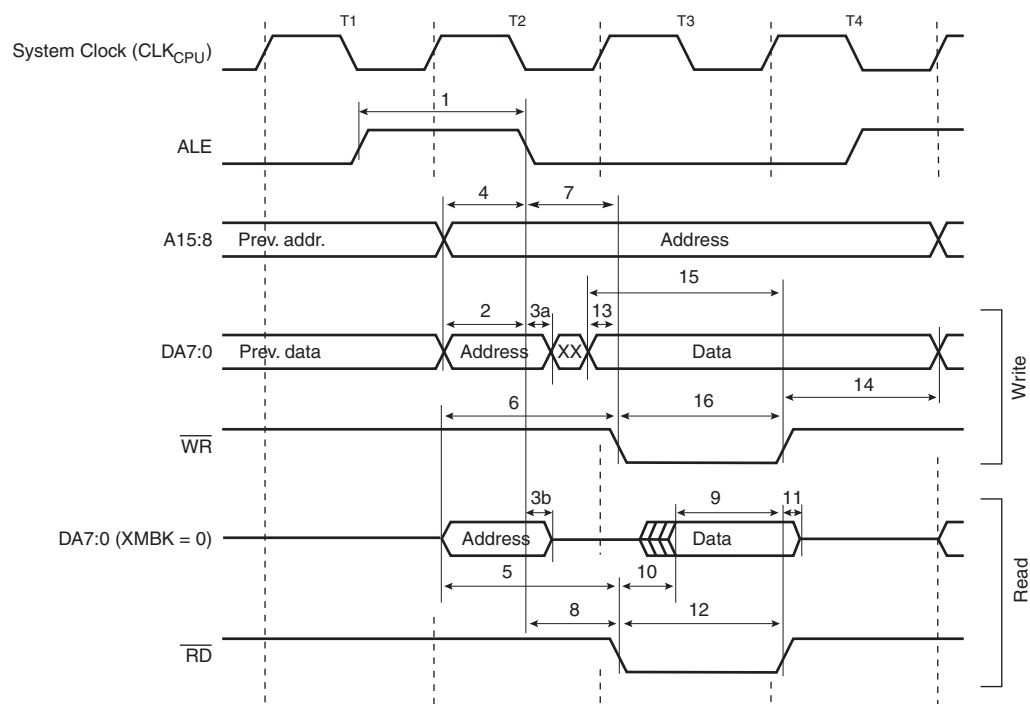 T1 T2 T3 T4
System Clock (CLKCPU)
1
ALE
4 7
A15:8 Prev. addr. Address
15
2 3a 13
DA7:0 Prev. data Address XX Data
14
6 16
WR
Write
3b 9 11
DA7:0 (XMBK = 0) Address Data
5 10
8 12
RD
Read